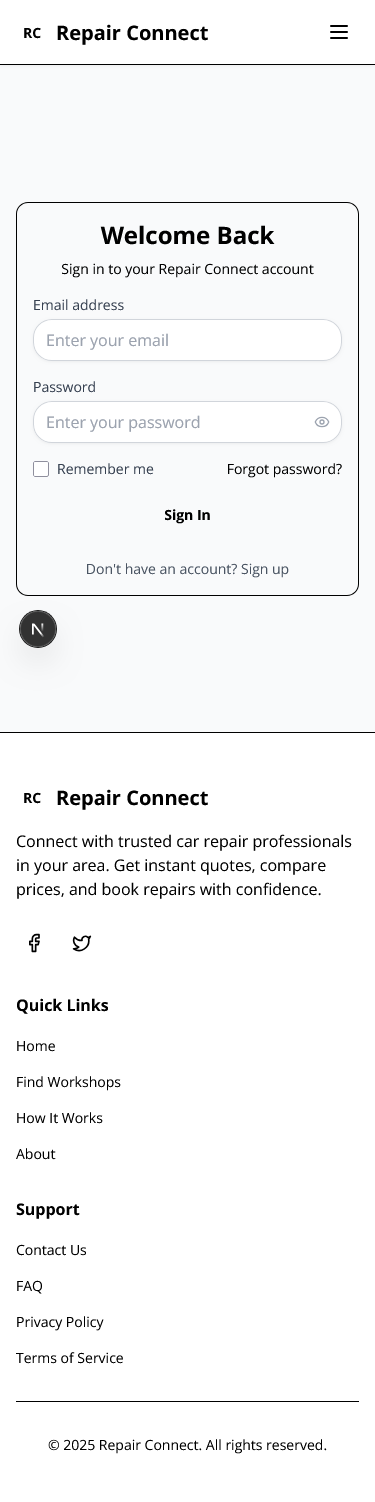 RC Repair Connect
Welcome Back
Sign in to your Repair Connect account
Email address
Enter your email
Password
Enter your password
Remember me Forgot password?
Sign In
Don't have an account? Sign up
N
RC Repair Connect
Connect with trusted car repair professionals
in your area. Get instant quotes, compare
prices, and book repairs with confidence.
Quick Links
Home
Find Workshops
How It Works
About
Support
Contact Us
FAQ
Privacy Policy
Terms of Service
© 2025 Repair Connect. All rights reserved.